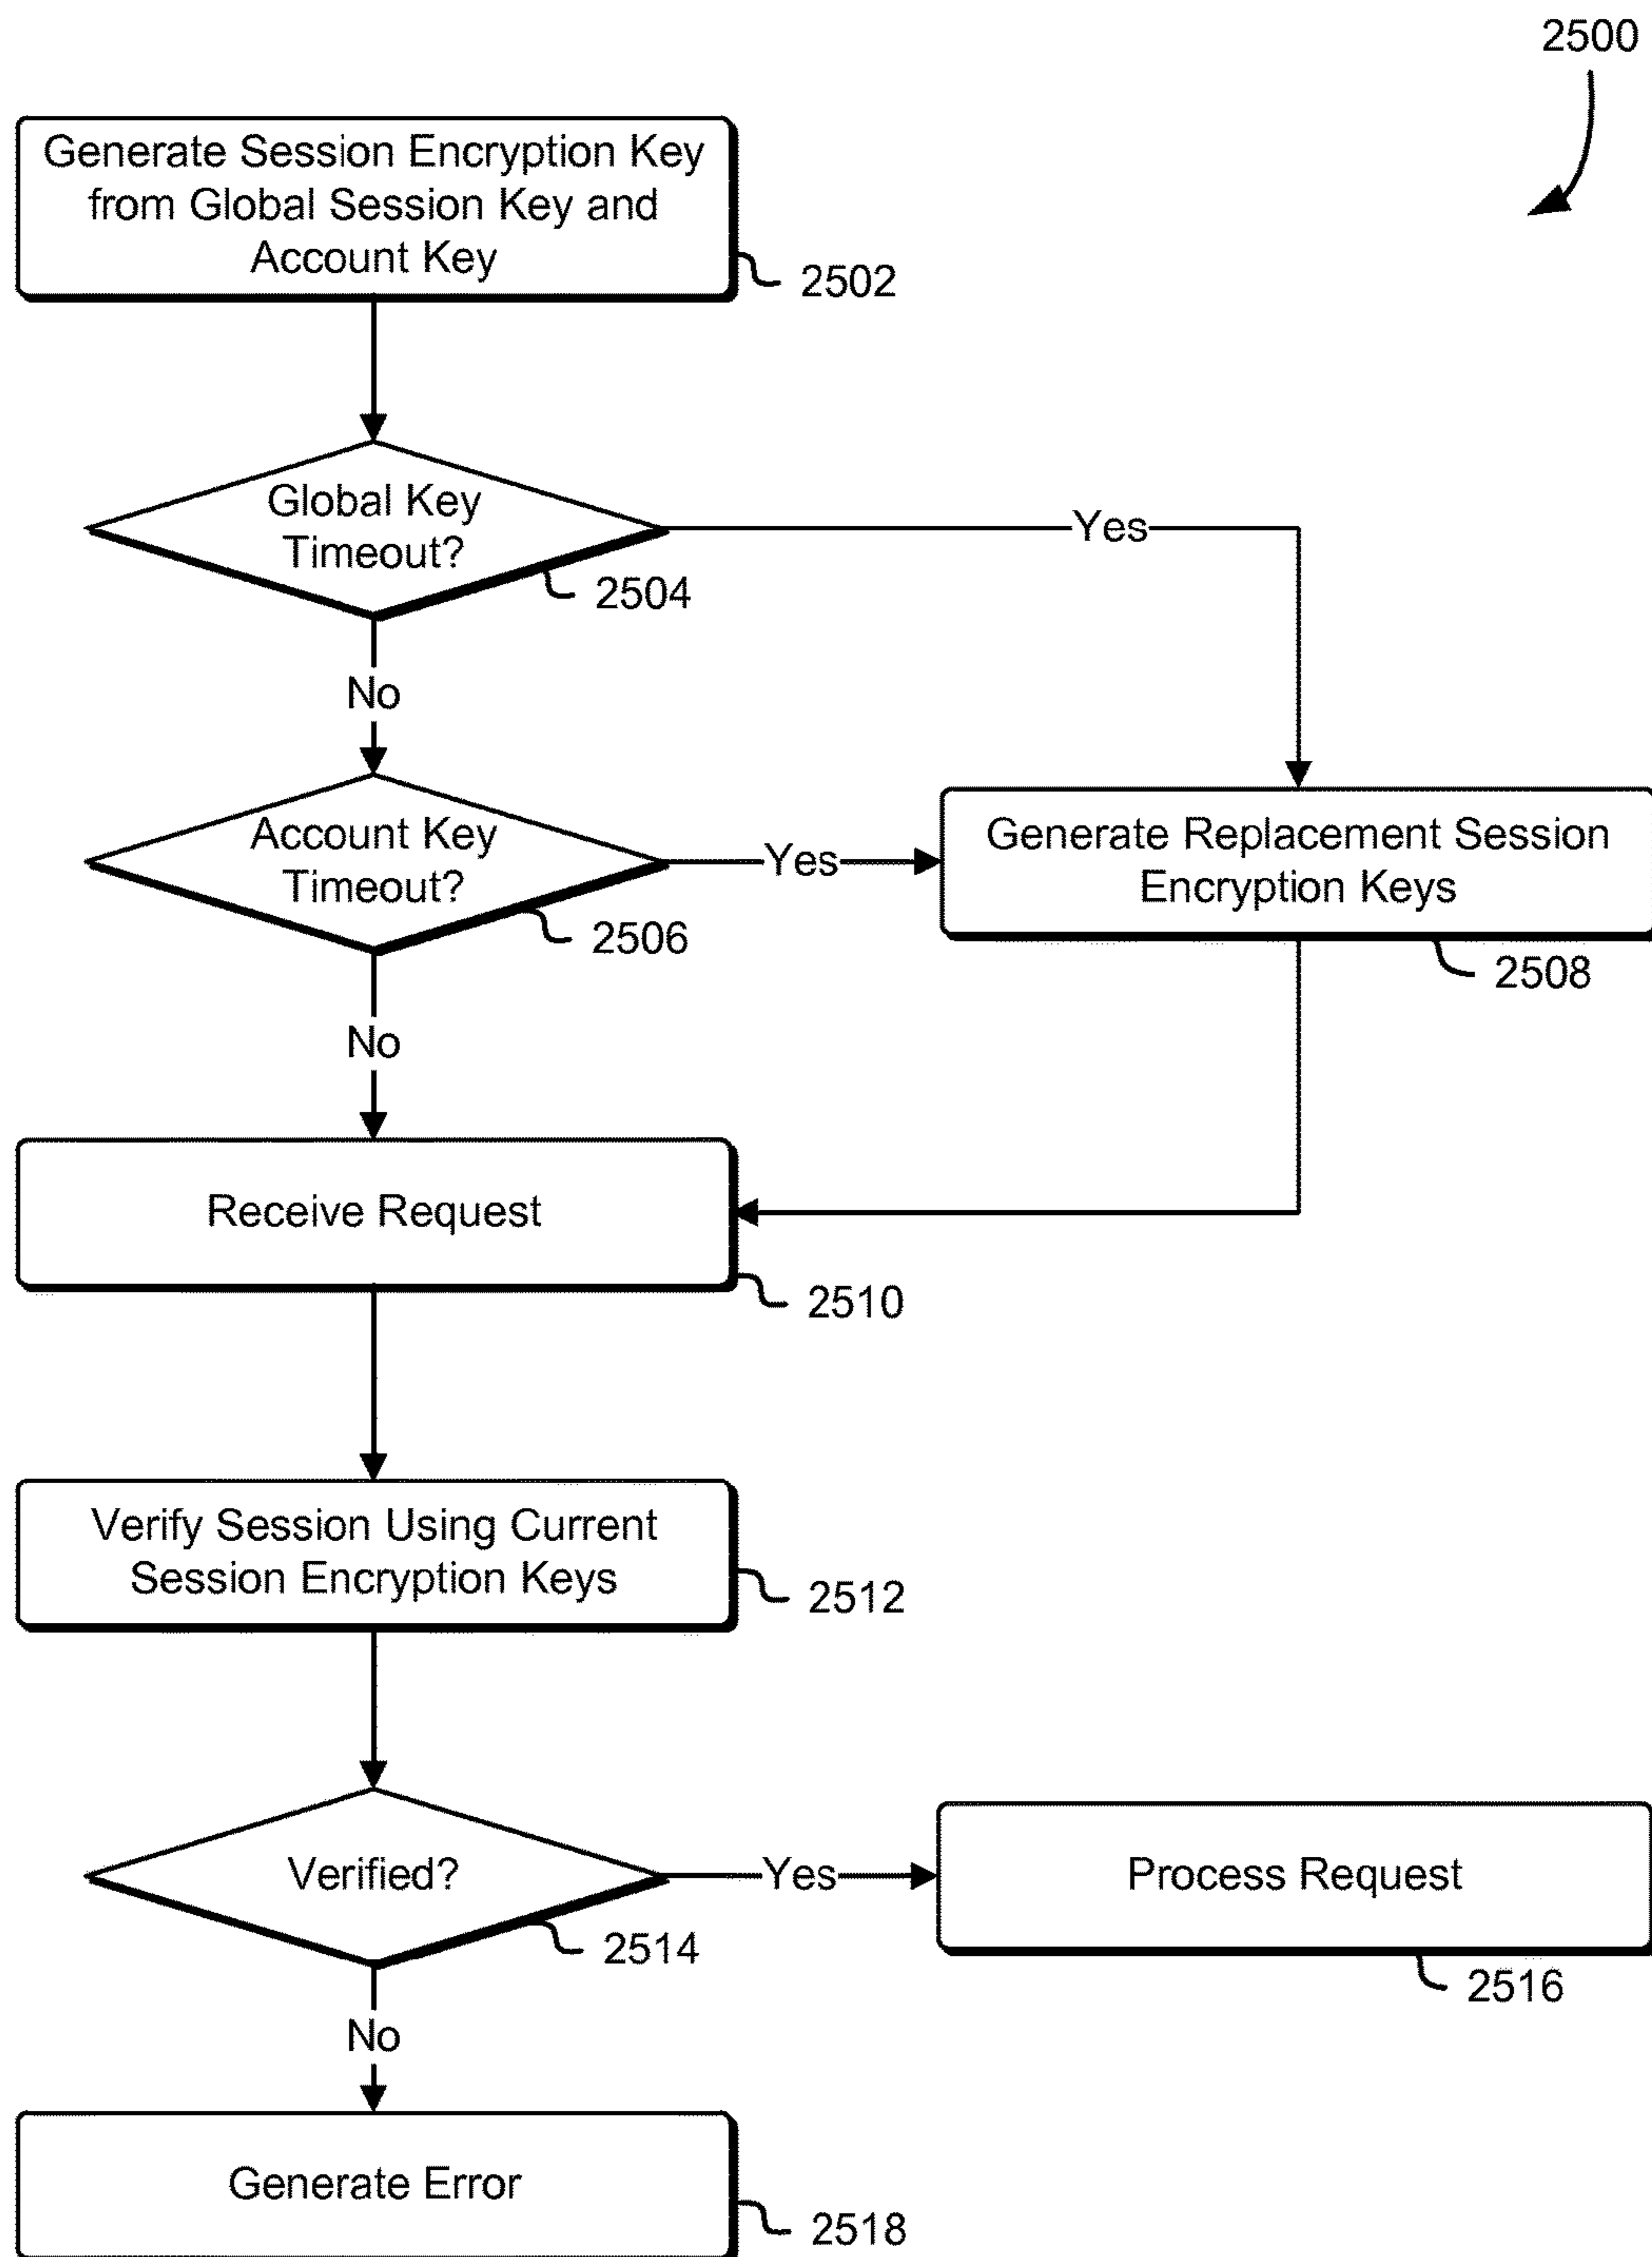 2500
Generate Session Encryption Key
from Global Session Key and
Account Key
2502
Global Key
Timeout?
2504
Yes
No
Account Key
Timeout?
2506
Yes
Generate Replacement Session
Encryption Keys
2508
No
Receive Request
2510
Verify Session Using Current
Session Encryption Keys
2512
Verified?
2514
Yes
Process Request
2516
No
Generate Error
2518